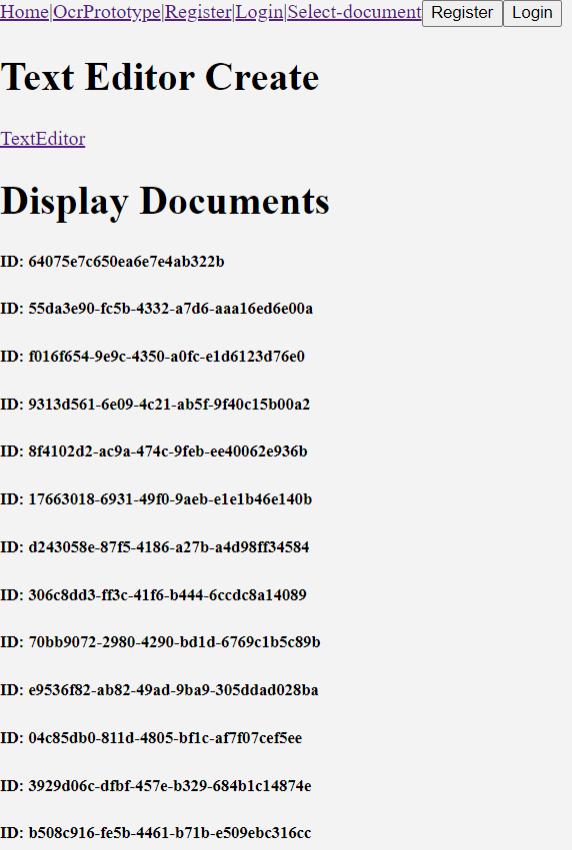 Home|OcrPrototype|Register|Login|Select-document Register Login
Text Editor Create
TextEditor
Display Documents
ID: 64075e7c650ea6e7e4ab322b
ID: 55da3e90-fc5b-4332-a7d6-aaa16ed6e00a
ID: f016f654-9e9c-4350-a0fc-e1d6123d76e0
ID: 9313d561-6e09-4c21-ab5f-9f40c15b00a2
ID: 8f4102d2-ac9a-474c-9feb-ee40062e936b
ID: 17663018-6931-49f0-9aeb-e1e1b46e140b
ID: d243058e-87f5-4186-a27b-a4d98ff34584
ID: 306c8dd3-ff3c-41f6-b444-6ccdc8a14089
ID: 70bb9072-2980-4290-bd1d-6769c1b5c89b
ID: e9536f82-ab82-49ad-9ba9-305ddad028ba
ID: 04c85db0-811d-4805-bf1c-af7f07cef5ee
ID: 3929d06c-dfbf-457e-b329-684b1c14874e
ID: b508c916-fe5b-4461-b71b-e509ebc316cc